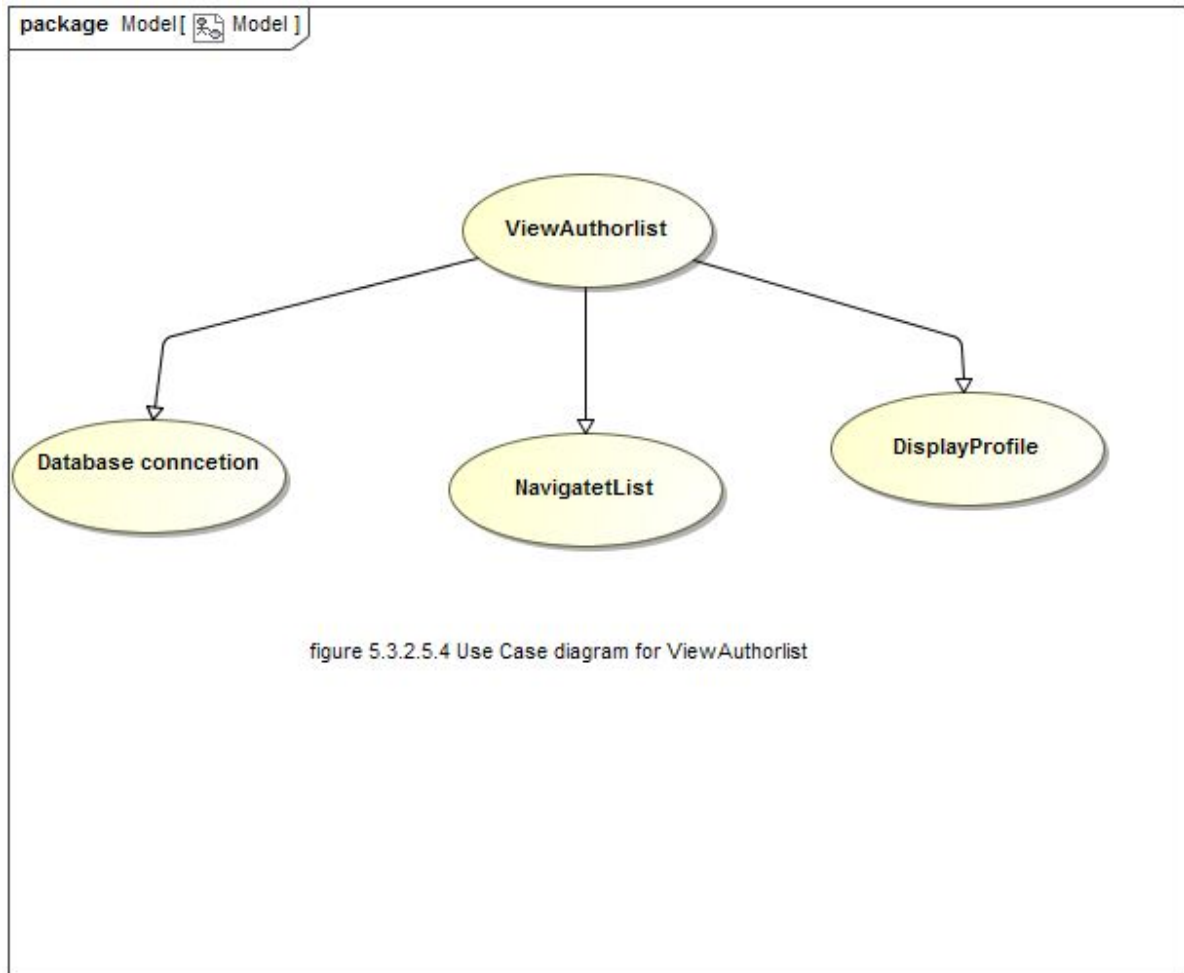 package Model[ Model ]
ViewAuthorlist
Database conncetion
NavigatetList
DisplayProfile
figure 5.3.2.5.4 Use Case diagram for ViewAuthorlist